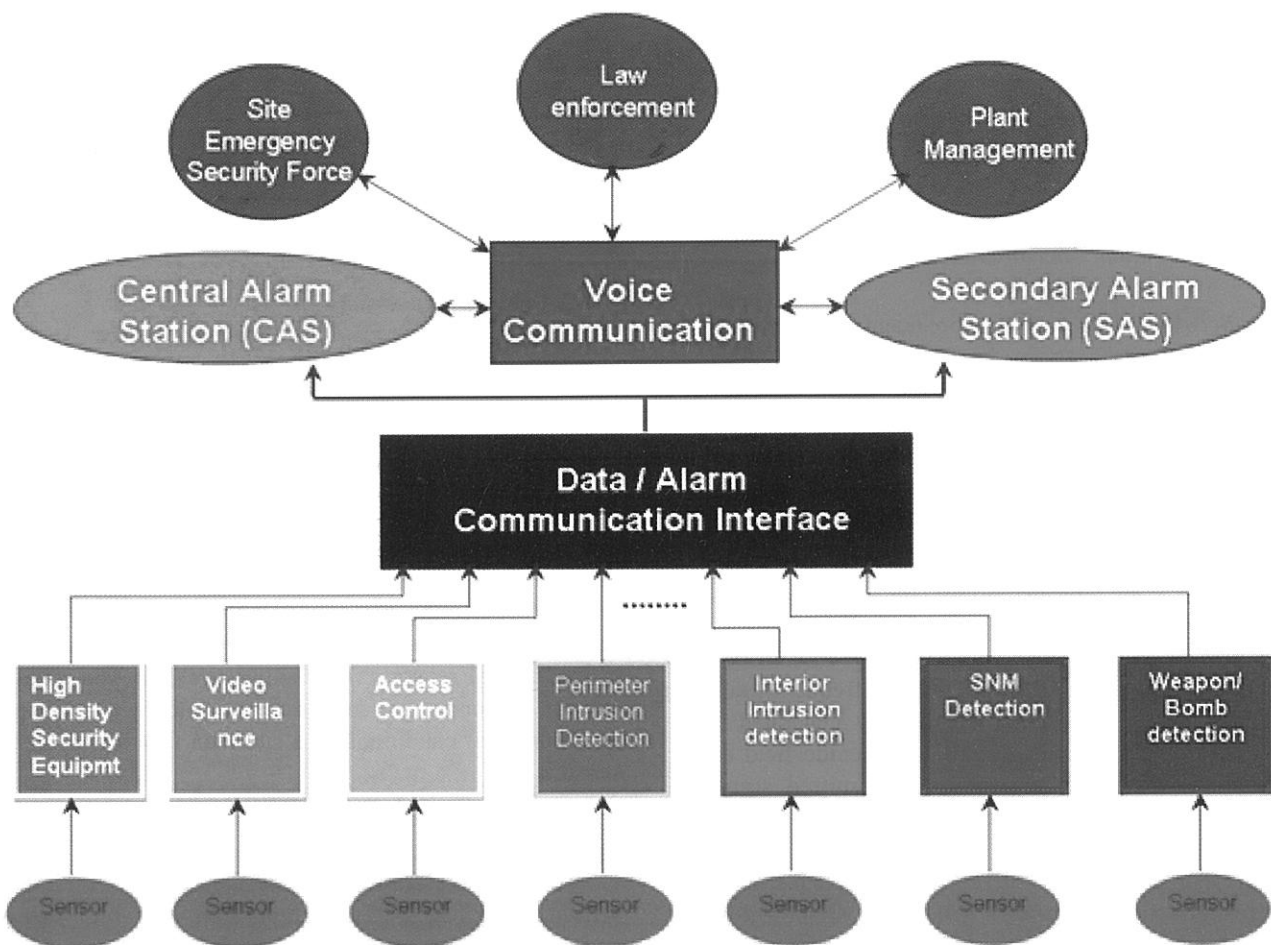 Law
enforcement
Site
Emergency
Security Force
Plant
Management
Central Alarm
Station (CAS)
Voice
Communication
Secondary Alarm
Station (SAS)
Data / Alarm
Communication Interface
........
High
Density
Security
Equipmt
Video
Surveilla
nce
Access
Control
Perimeter
Intrusion
Detection
Interior
Intrusion
detection
SNM
Detection
Weapon/
Bomb
detection
Sensor
Sensor
Sensor
Sensor
Sensor
Sensor
Sensor